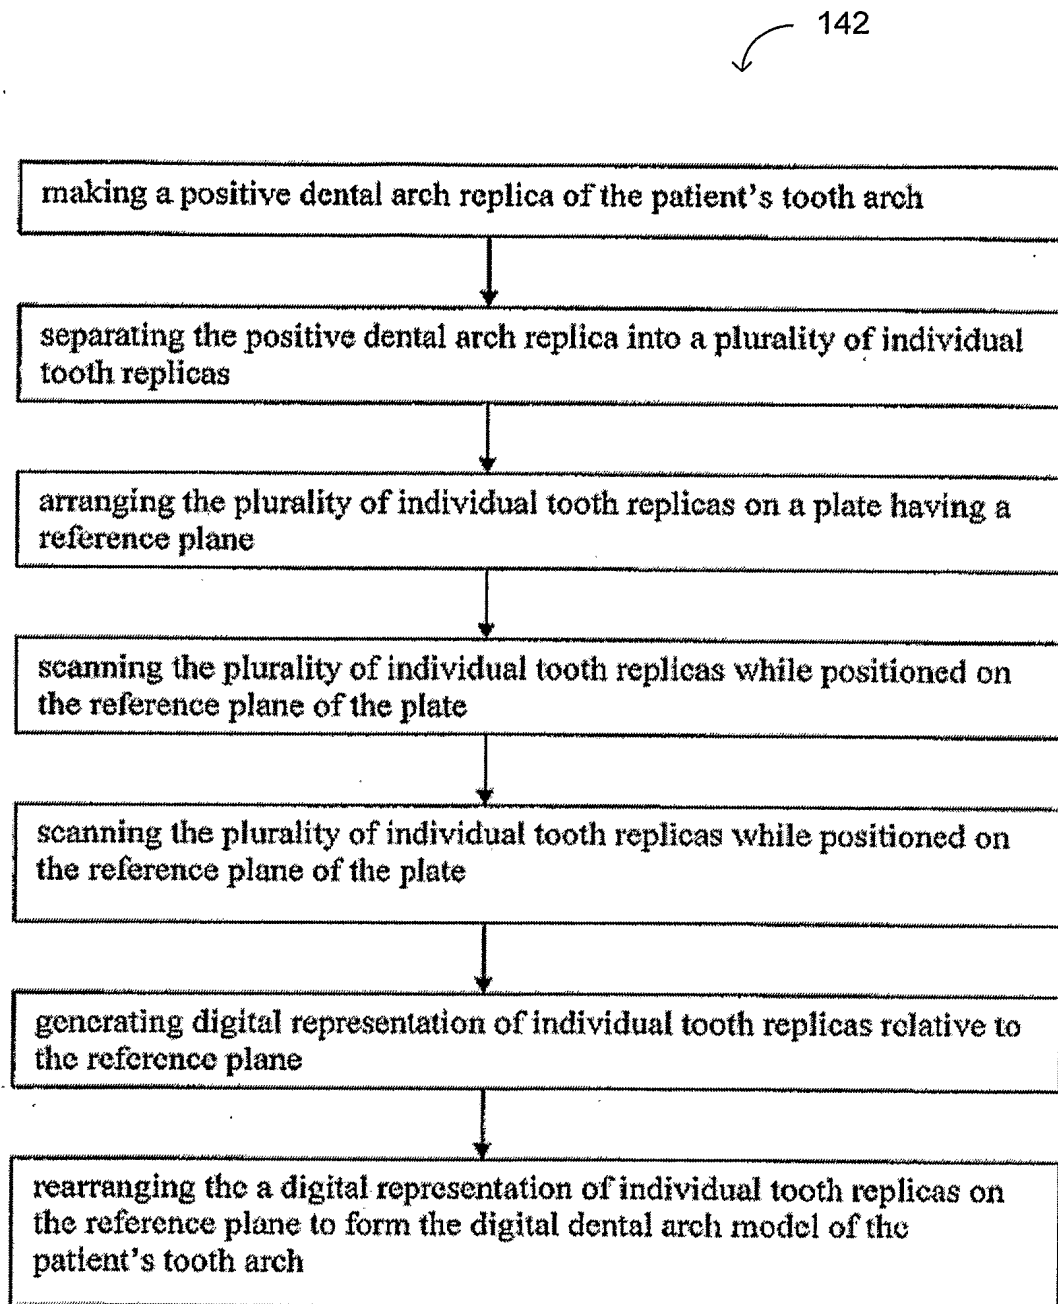 142
making a positive dental arch replica of the patient's tooth arch
separating the positive dental arch replica into a plurality of individual
tooth replicas
arranging the plurality of individual tooth replicas on a plate having a
reference plane
scanning the plurality of individual tooth replicas while positioned on
the reference plane of the plate
scanning the plurality of individual tooth replicas while positioned on
the reference plane of the plate
generating digital representation of individual tooth replicas relative to
the reference plane
rearranging the a digital representation of individual tooth replicas on
the reference plane to form the digital dental arch model of the
patient's tooth arch